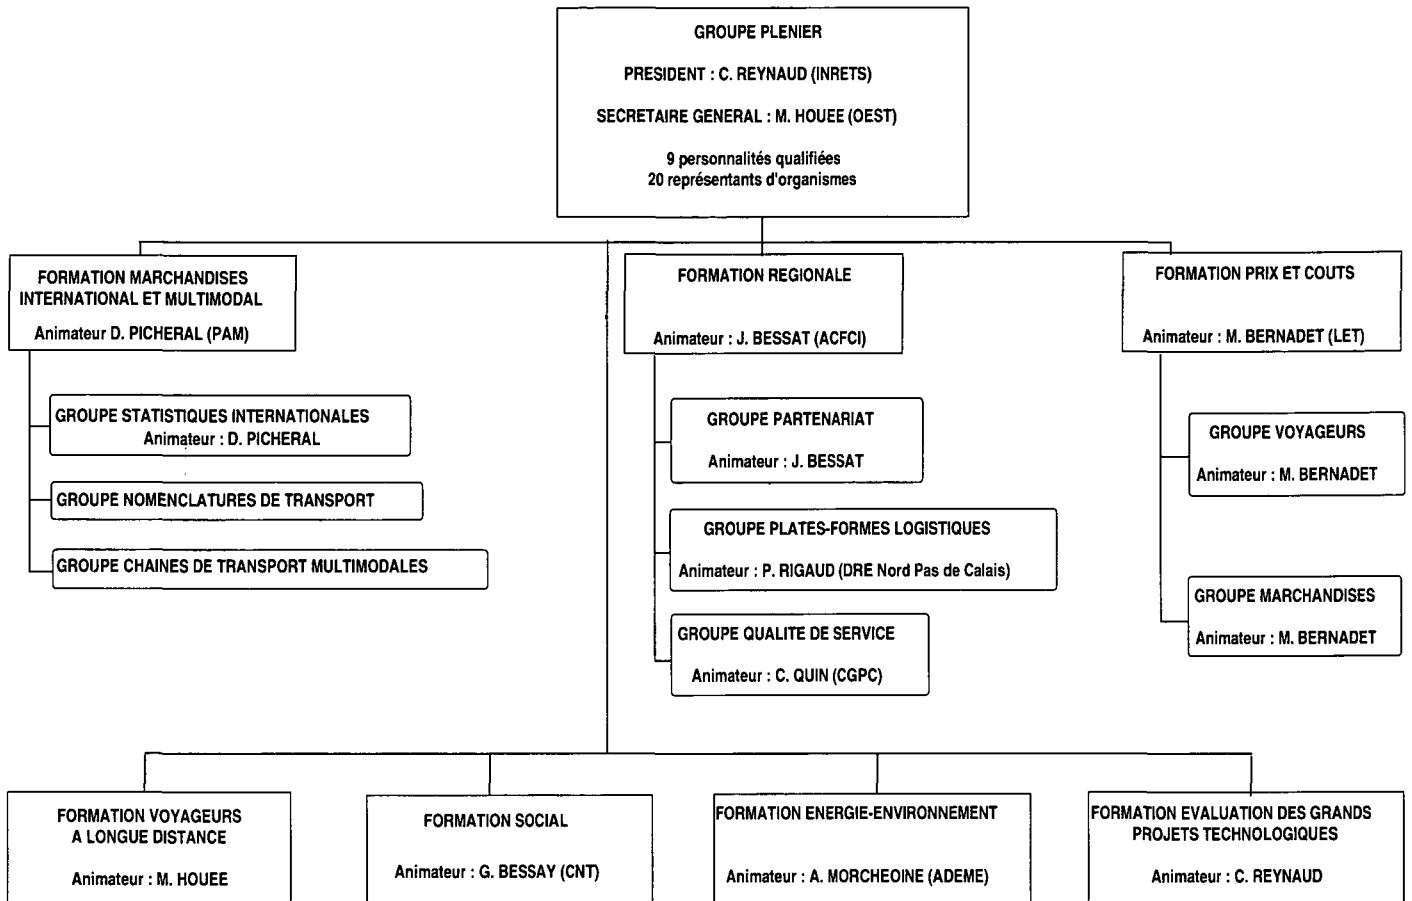 GROUPE PLENIER
PRESIDENT : C. REYNAUD (INRETS)
SECRETAIRE GENERAL : M. HOUEE (OEST)
9 personnalités qualifiées
20 représentants d'organismes
FORMATION MARCHANDISES
INTERNATIONAL ET MULTIMODAL
Animateur D. PICHERAL (PAM)
GROUPE STATISTIQUES INTERNATIONALES
Animateur : D. PICHERAL
GROUPE NOMENCLATURES DE TRANSPORT
GROUPE CHAINES DE TRANSPORT MULTIMODALES
FORMATION REGIONALE
Animateur : J. BESSAT (ACFCI)
GROUPE PARTENARIAT
Animateur : J. BESSAT
GROUPE PLATES-FORMES LOGISTIQUES
Animateur : P. RIGAUD (DRE Nord Pas de Calais)
GROUPE QUALITE DE SERVICE
Animateur : C. QUIN (CGPC)
FORMATION PRIX ET COUTS
Animateur : M. BERNADET (LET)
GROUPE VOYAGEURS
Animateur : M. BERNADET
GROUPE MARCHANDISES
Animateur : M. BERNADET
FORMATION VOYAGEURS
A LONGUE DISTANCE
Animateur : M. HOUEE
FORMATION SOCIAL
Animateur : G. BESSAY (CNT)
FORMATION ENERGIE-ENVIRONNEMENT
Animateur : A. MORCHEOINE (ADEME)
FORMATION EVALUATION DES GRANDS
PROJETS TECHNOLOGIQUES
Animateur : C. REYNAUD